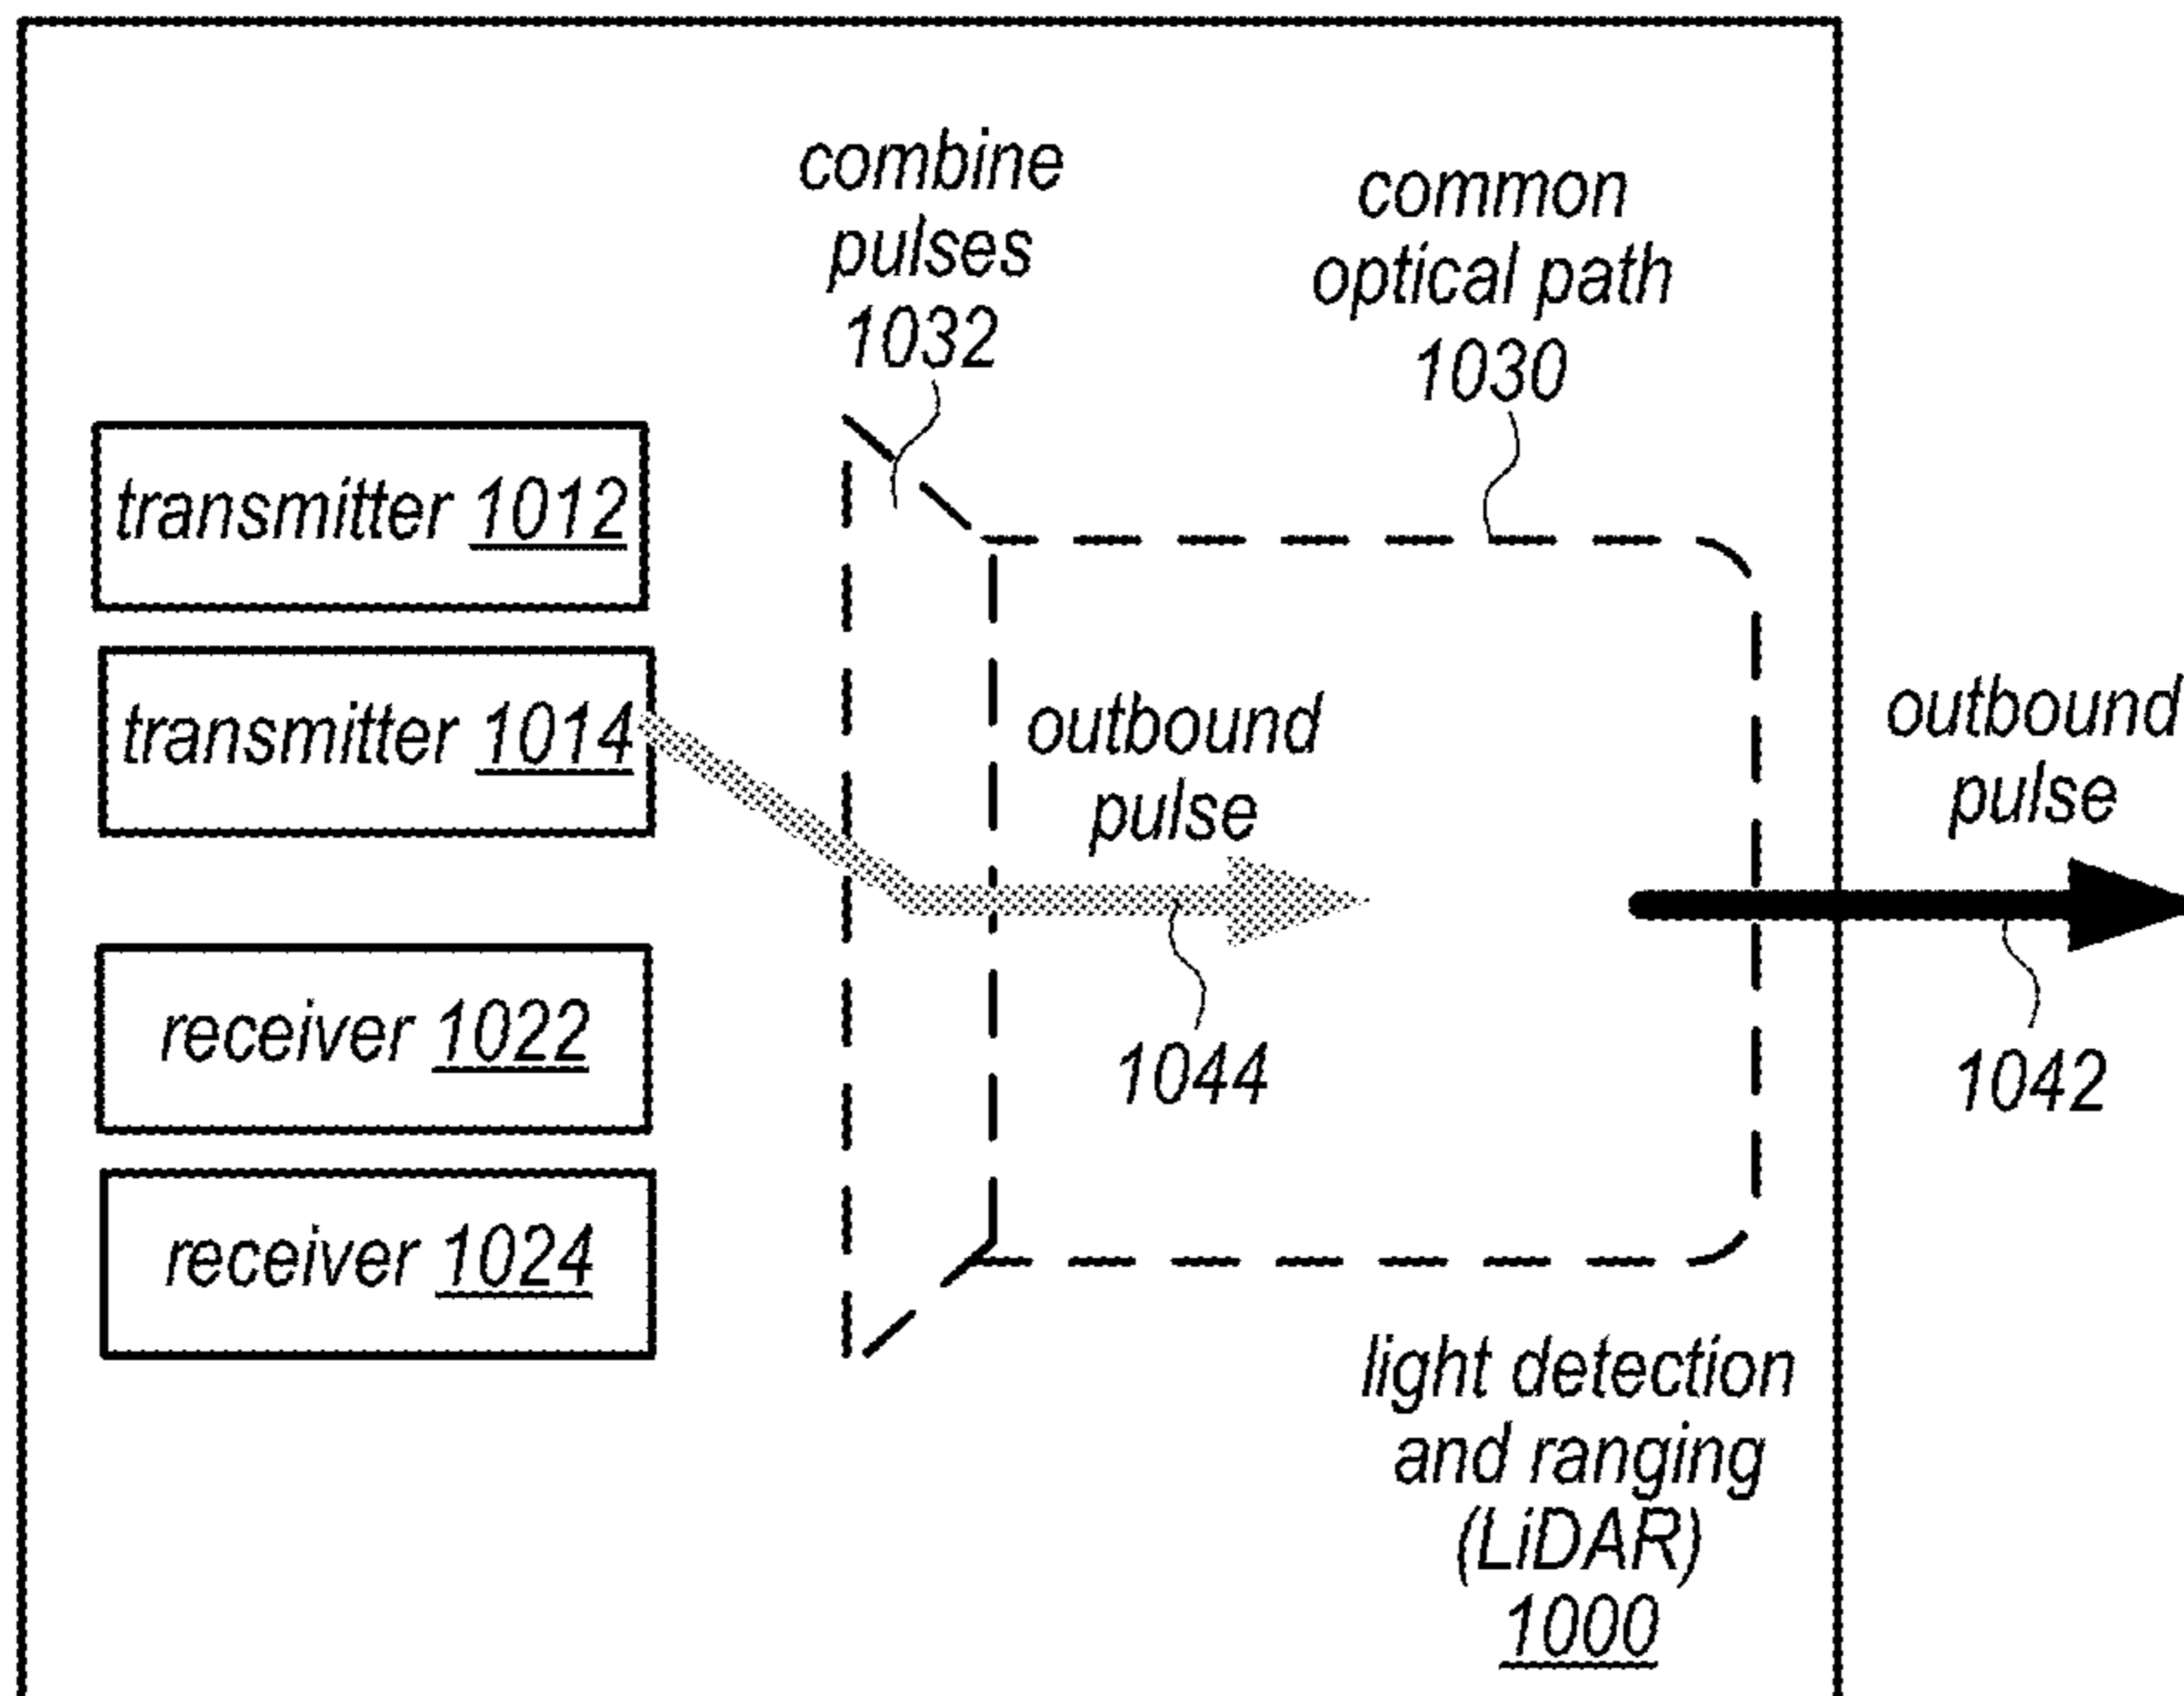 combine
pulses
1032
common
optical path
1030
transmitter 1012
transmitter 1014
outbound
pulse
outbound
pulse
receiver 1022
1044
1042
receiver 1024
light detection
and ranging
(LiDAR)
1000